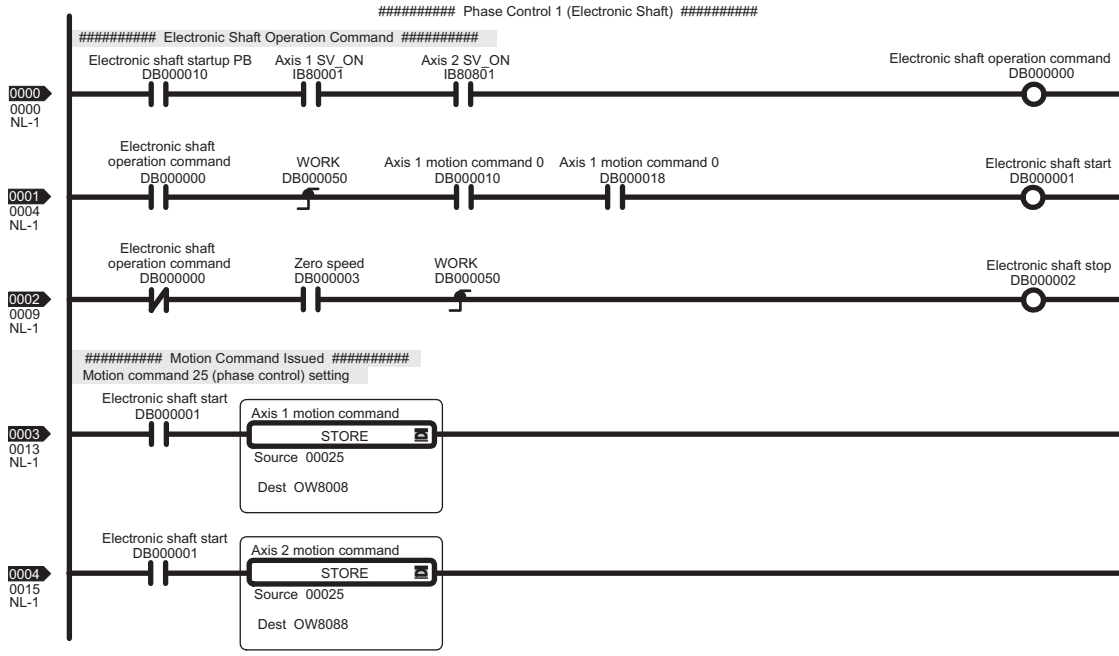 ########## Phase Control 1 (Electronic Shaft) ##########
########## Electronic Shaft Operation Command ##########
Electronic shaft startup PB
DB000010
Axis 1 SV_ON
IB80001
Axis 2 SV_ON
IB80801
Electronic shaft operation command
DB000000
0000
0000
NL-1
Electronic shaft
operation command
DB000000
WORK
DB000050
Axis 1 motion command 0
DB000010
Axis 1 motion command 0
DB000018
Electronic shaft start
DB000001
0001
0004
NL-1
Electronic shaft
operation command
DB000000
Zero speed
DB000003
WORK
DB000050
Electronic shaft stop
DB000002
0002
0009
NL-1
########## Motion Command Issued ##########
Motion command 25 (phase control) setting
Electronic shaft start
DB000001
Axis 1 motion command
STORE
Source 00025
Dest OW8008
0003
0013
NL-1
Electronic shaft start
DB000001
Axis 2 motion command
STORE
Source 00025
Dest OW8088
0004
0015
NL-1